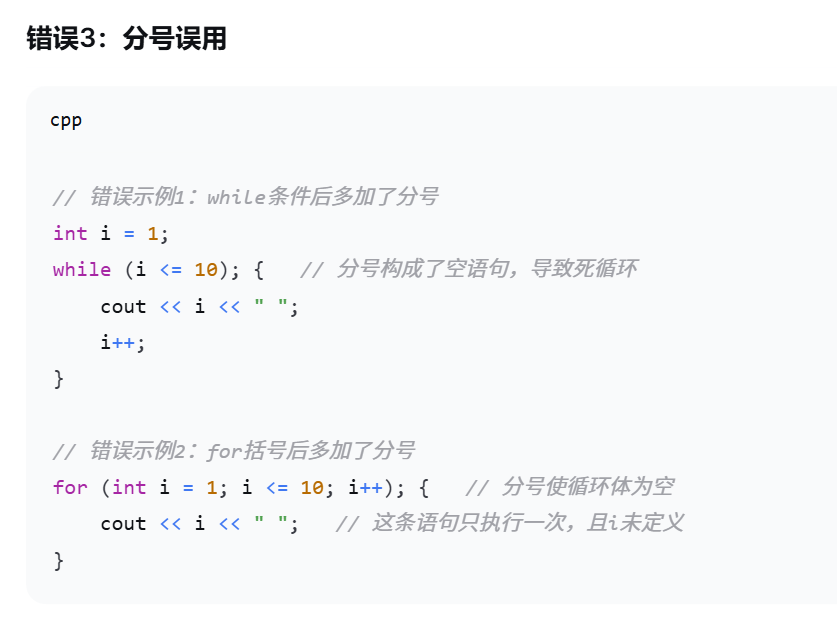 错误3：分号误用
cpp
// 错误示例1：while条件后多加了分号
int i = 1;
while (i <= 10); {   // 分号构成了空语句，导致死循环
    cout << i << " ";
    i++;
}
// 错误示例2：for括号后多加了分号
for (int i = 1; i <= 10; i++); {   // 分号使循环体为空
    cout << i << " ";   // 这条语句只执行一次，且i未定义
}